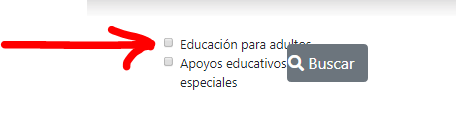 Educación para adultos
Apoyos educativos
especiales
Buscar